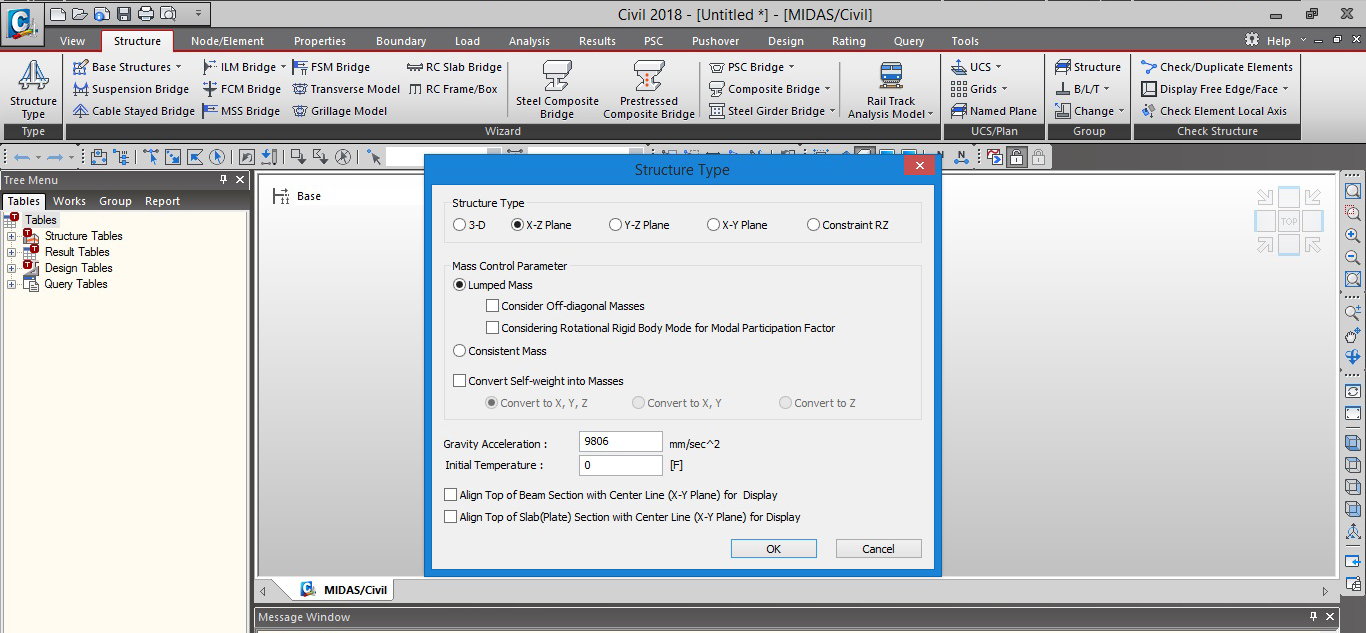 Civil 2018 - [Untitled *] - [MIDAS/Civil]
View Structure Node/Element Properties Boundary Load Analysis Results PSC Pushover Design Rating Query Tools Help
Structure Type
Base Structures
Suspension Bridge
Cable Stayed Bridge
ILM Bridge
FCM Bridge
MSS Bridge
FSM Bridge
Transverse Model
Grillage Model
RC Slab Bridge
RC Frame/Box
Steel Composite
Bridge
Prestressed
Composite Bridge
PSC Bridge
Composite Bridge
Steel Girder Bridge
Rail Track
Analysis Model
UCS
Grids
Named Plane
Structure
B/L/T
Change
Check/Duplicate Elements
Display Free Edge/Face
Check Element Local Axis
Type Wizard UCS/Plan Group Check Structure
Tree Menu
Tables Works Group Report
Tables
Structure Tables
Result Tables
Design Tables
Query Tables
Base
TOP
Structure Type
Structure Type
3-D X-Z Plane Y-Z Plane X-Y Plane Constraint RZ
Mass Control Parameter
Lumped Mass
Consider Off-diagonal Masses
Considering Rotational Rigid Body Mode for Modal Participation Factor
Consistent Mass
Convert Self-weight into Masses
Convert to X, Y, Z Convert to X, Y Convert to Z
Gravity Acceleration : 9806 mm/sec^2
Initial Temperature : 0 [F]
Align Top of Beam Section with Center Line (X-Y Plane) for Display
Align Top of Slab(Plate) Section with Center Line (X-Y Plane) for Display
OK Cancel
MIDAS/Civil
Message Window